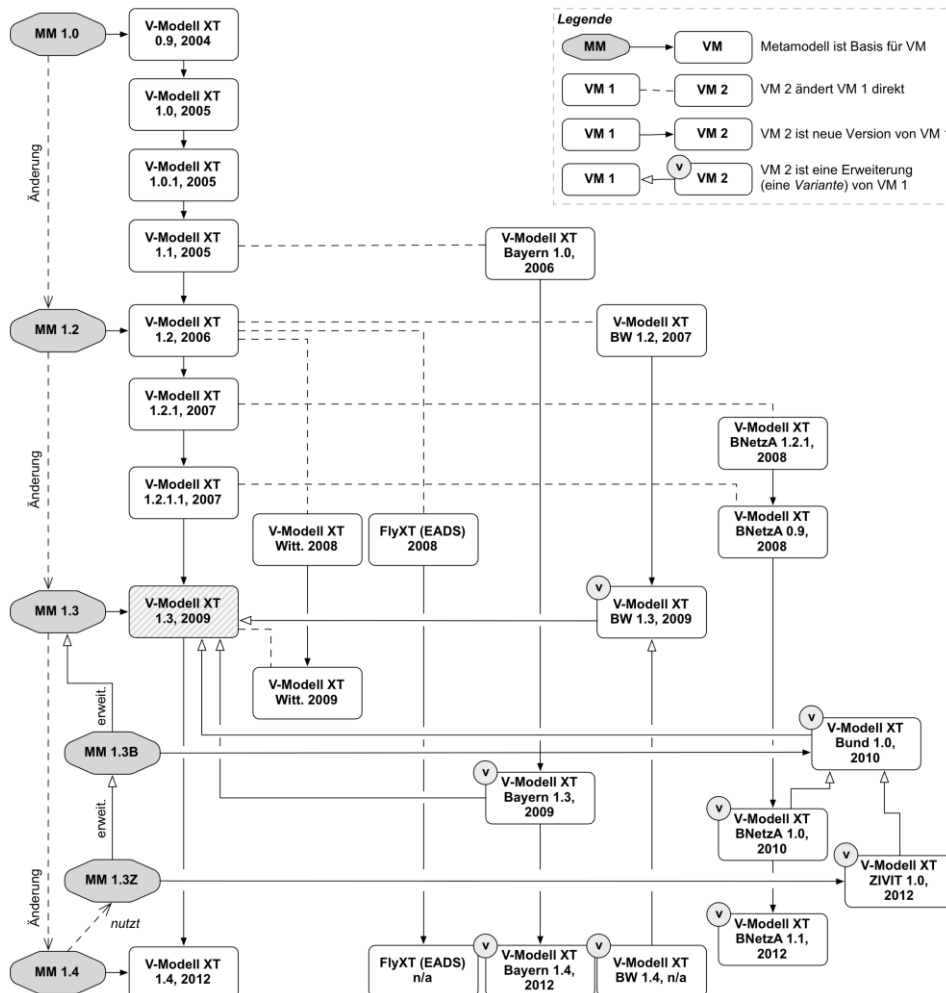 MM 1.0
V-Modell XT
0.9, 2004
Legende
MM
VM
Metamodell ist Basis für VM
VM 1
VM 2
VM 2 ändert VM 1 direkt
VM 1
VM 2
VM 2 ist neue Version von VM 1
VM 1
v
VM 2
VM 2 ist eine Erweiterung
(eine Variante) von VM 1
V-Modell XT
1.0, 2005
V-Modell XT
1.0.1, 2005
Änderung
V-Modell XT
1.1, 2005
V-Modell XT
Bayern 1.0,
2006
MM 1.2
V-Modell XT
1.2, 2006
V-Modell XT
BW 1.2, 2007
V-Modell XT
1.2.1, 2007
V-Modell XT
BNetzA 1.2.1,
2008
Änderung
V-Modell XT
1.2.1.1, 2007
V-Modell XT
Witt. 2008
FlyXT (EADS)
2008
V-Modell XT
BNetzA 0.9,
2008
MM 1.3
V-Modell XT
1.3, 2009
v
V-Modell XT
BW 1.3, 2009
V-Modell XT
Witt. 2009
erweit.
MM 1.3B
v
V-Modell XT
Bund 1.0,
2010
v
V-Modell XT
Bayern 1.3,
2009
erweit.
v
V-Modell XT
BNetzA 1.0,
2010
MM 1.3Z
v
V-Modell XT
ZIVIT 1.0,
2012
Änderung
nutzt
v
V-Modell XT
BNetzA 1.1,
2012
MM 1.4
V-Modell XT
1.4, 2012
FlyXT (EADS)
n/a
v
V-Modell XT
Bayern 1.4,
2012
v
V-Modell XT
BW 1.4, n/a